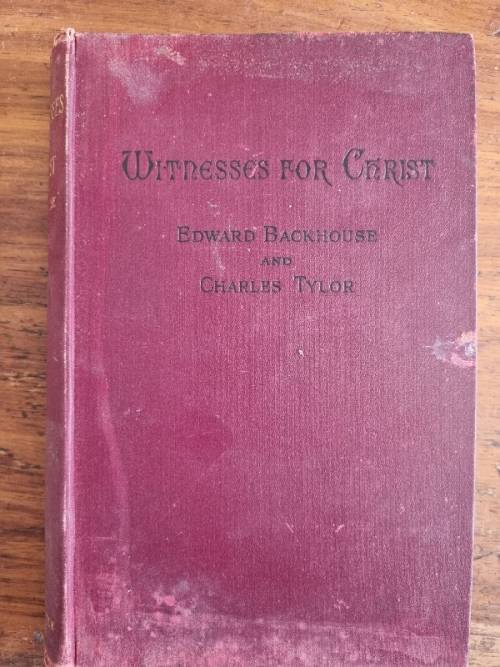 Witnesses for Christ
Edward Backhouse
and
Charles Tylor